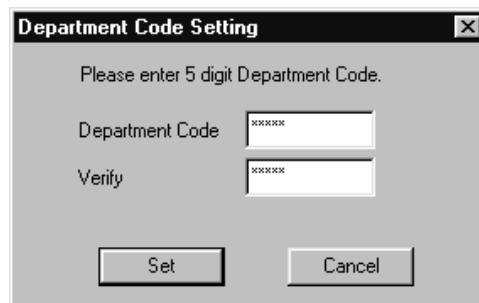 Department Code Setting
Please enter 5 digit Department Code.
Department Code *****
Verify *****
Set Cancel